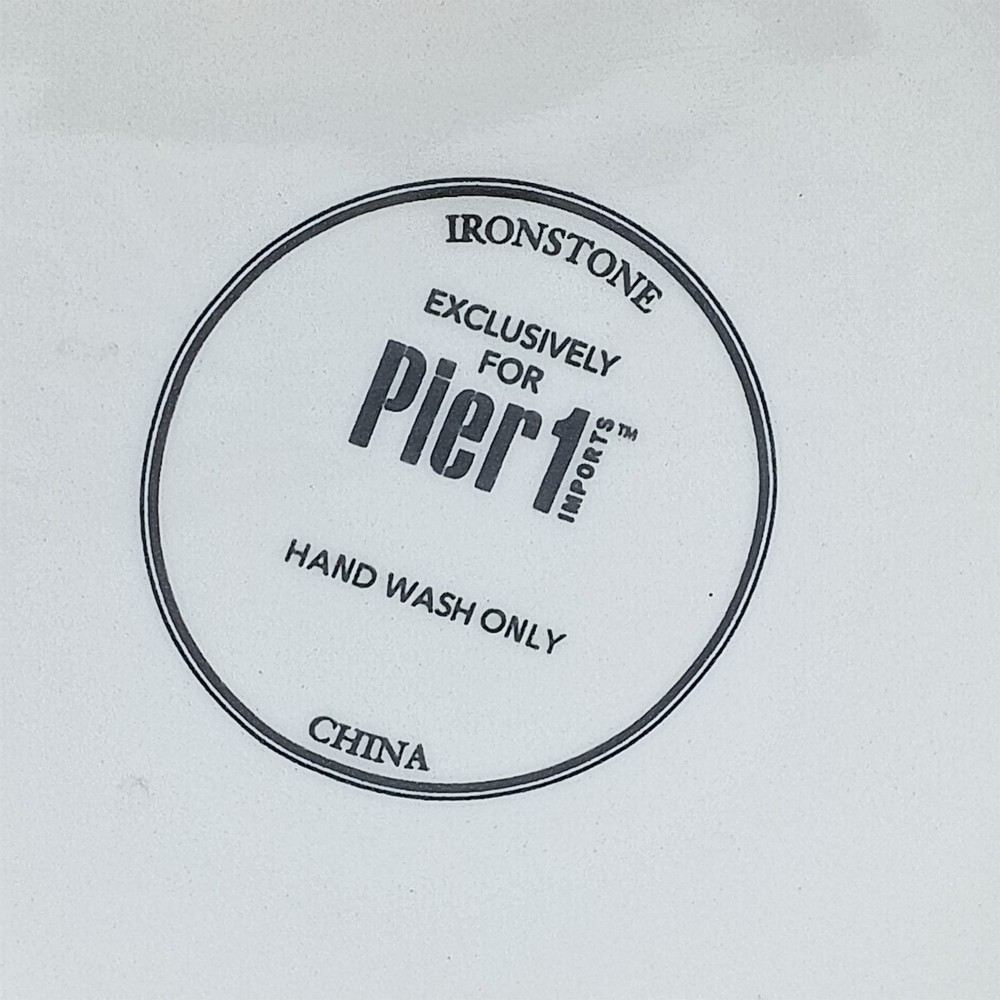 IRONSTONE
EXCLUSIVELY
FOR
Pier 1 IMPORTS™
HAND WASH ONLY
CHINA